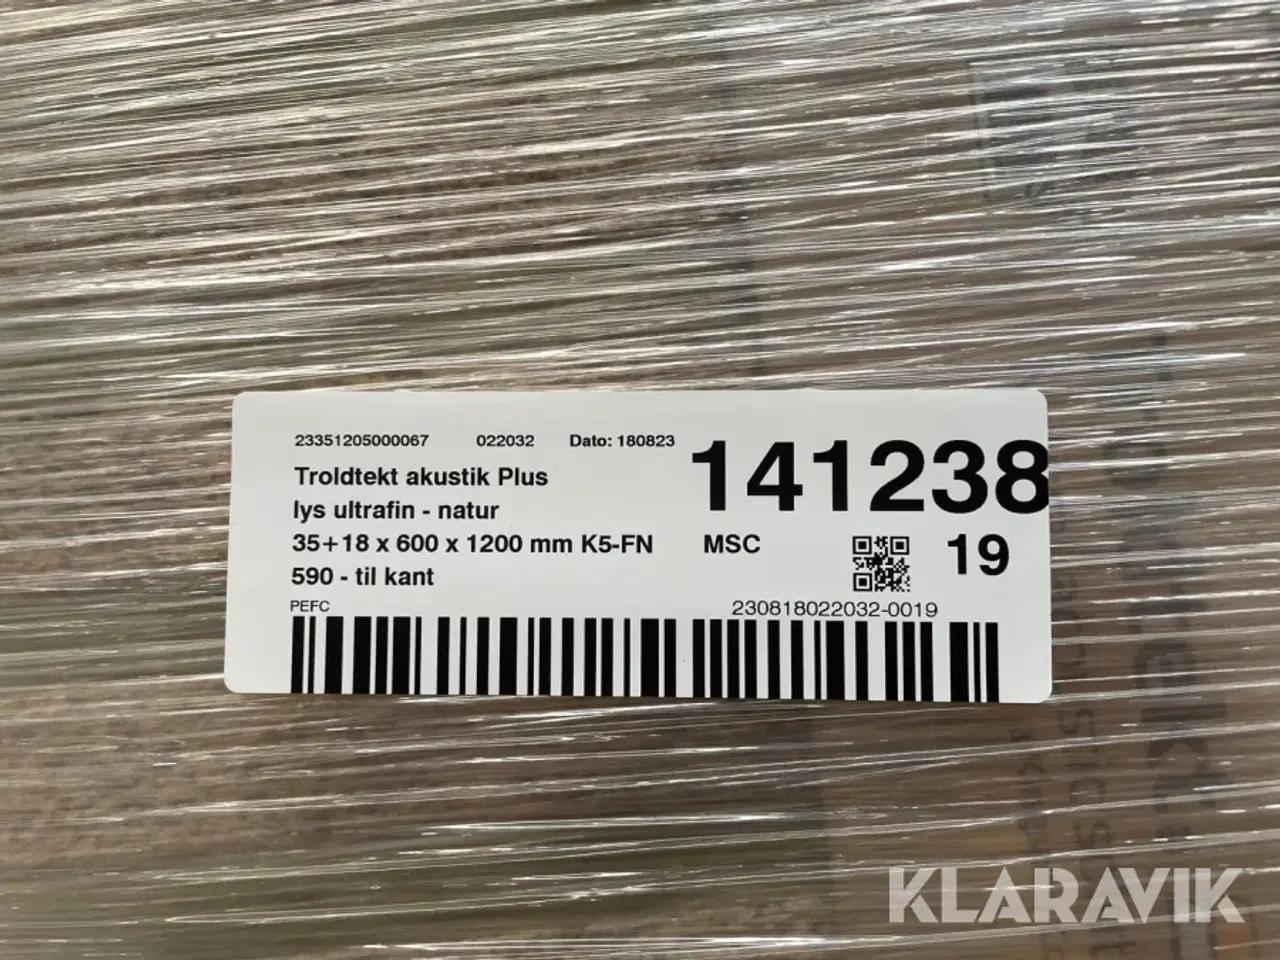 23351205000067 022032 Dato: 180823
141238
Troldtekt akustik Plus
lys ultrafin - natur
35+18 x 600 x 1200 mm K5-FN MSC 19
590 - til kant
PEFC 230818022032-0019
KLARAVIK